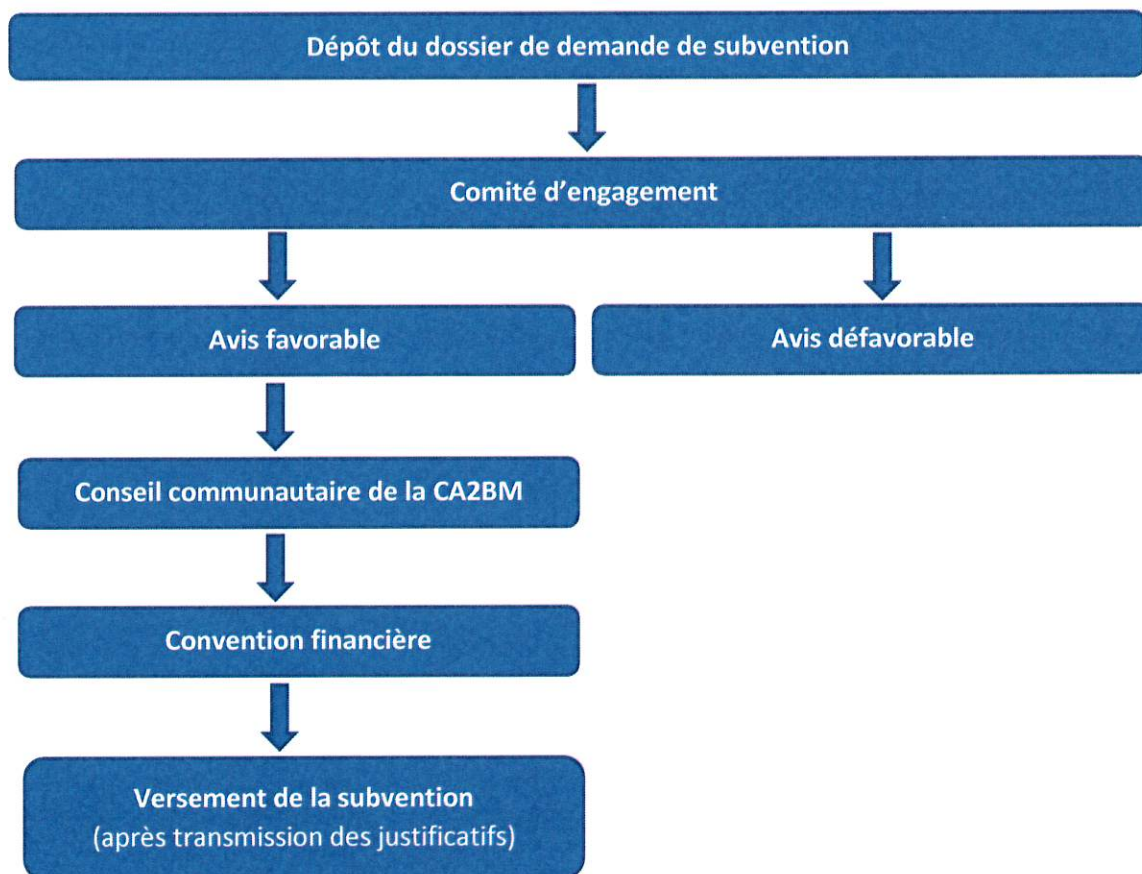 Dépôt du dossier de demande de subvention
Comité d’engagement
Avis favorable
Avis défavorable
Conseil communautaire de la CA2BM
Convention financière
Versement de la subvention
(après transmission des justificatifs)